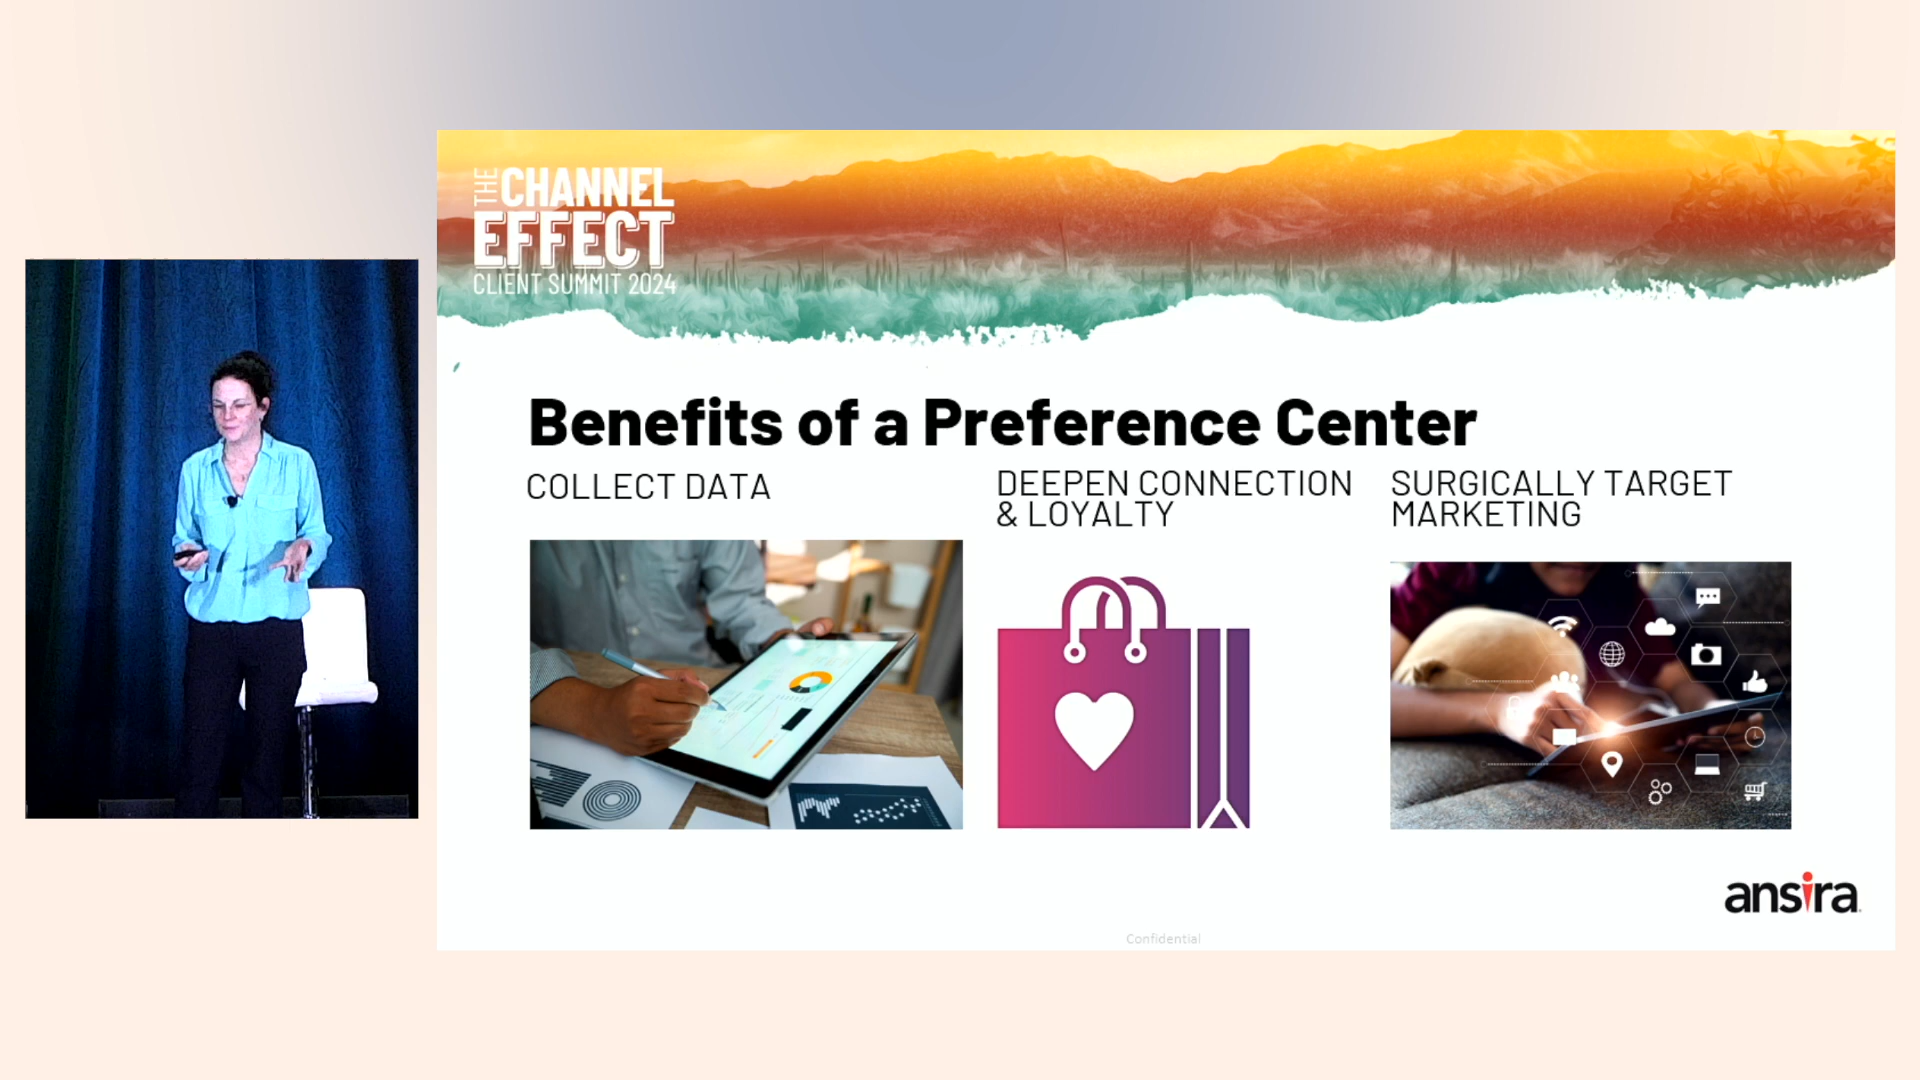 THE
CHANNEL
EFFECT
CLIENT SUMMIT 2024
Benefits of a Preference Center
COLLECT DATA
DEEPEN CONNECTION
& LOYALTY
SURGICALLY TARGET
MARKETING
ansira
Confidential